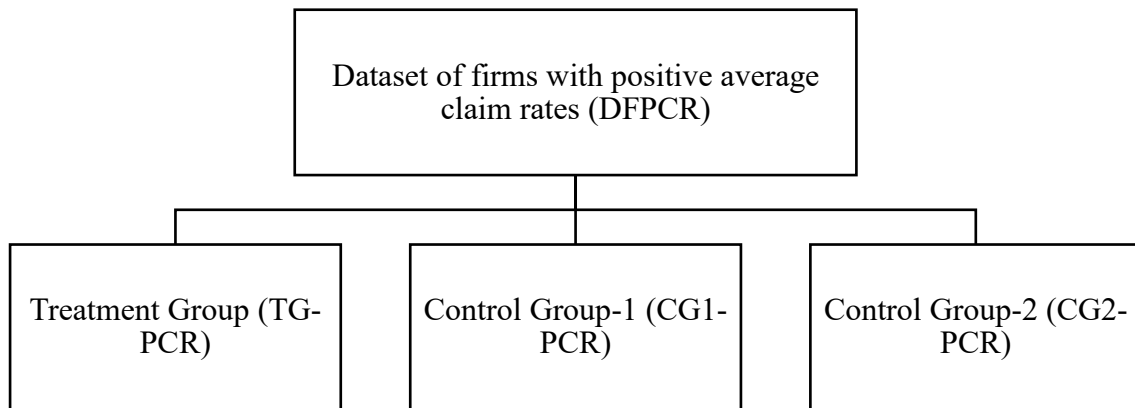 Dataset of firms with positive average
claim rates (DFPCR)
Treatment Group (TG-
PCR)
Control Group-1 (CG1-
PCR)
Control Group-2 (CG2-
PCR)